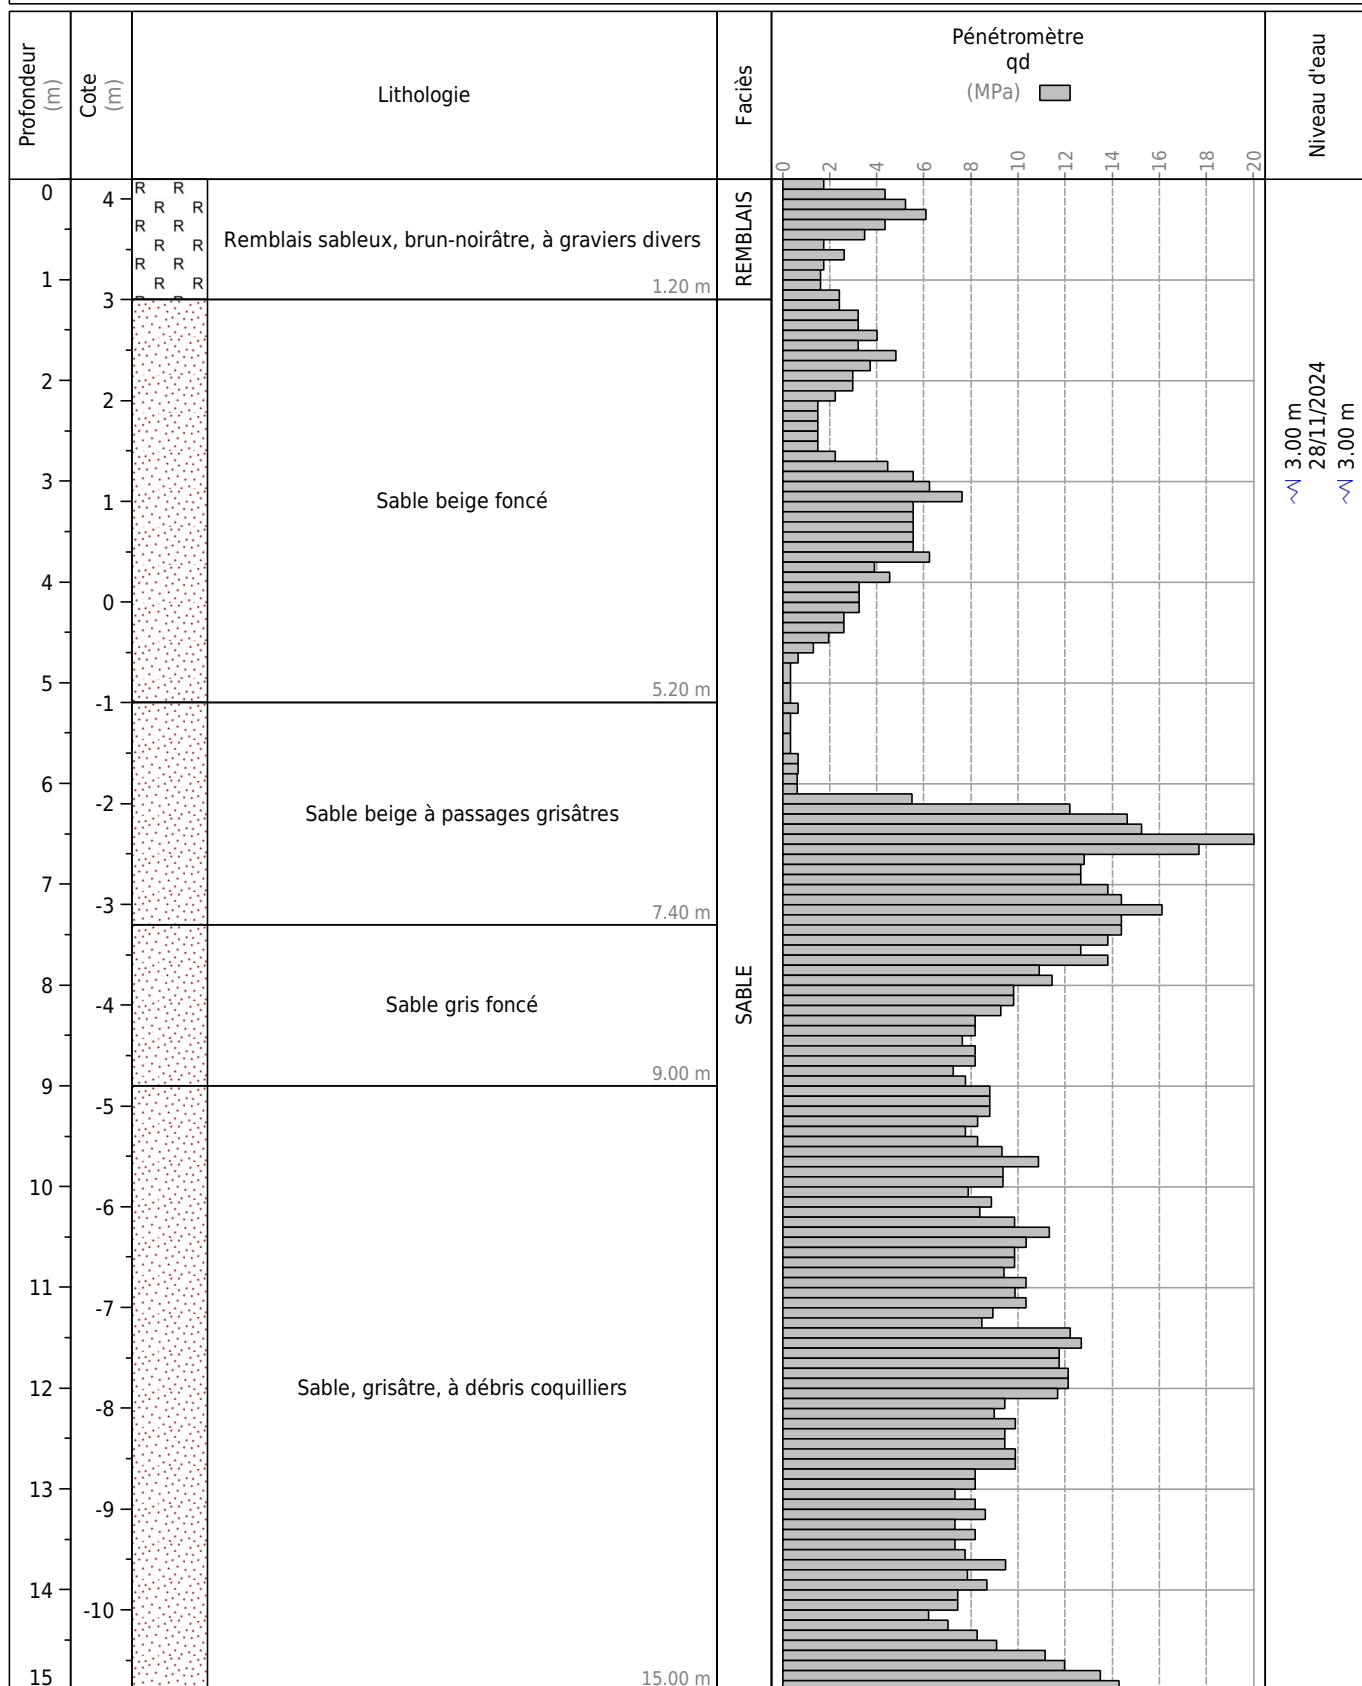 Profondeur
(m)
Cote
(m)
Lithologie
Faciès
Pénétromètre
qd
(MPa)
Niveau d'eau
0 2 4 6 8 10 12 14 16 18 20
0
1
2
3
4
5
6
7
8
9
10
11
12
13
14
15
4
3
2
1
0
-1
-2
-3
-4
-5
-6
-7
-8
-9
-10
R R
R R
R R
R R
R R
R R
R R
Remblais sableux, brun-noirâtre, à graviers divers
1.20 m
Sable beige foncé
5.20 m
Sable beige à passages grisâtres
7.40 m
Sable gris foncé
9.00 m
Sable, grisâtre, à débris coquilliers
15.00 m
REMBLAIS
SABLE
3.00 m
28/11/2024
3.00 m